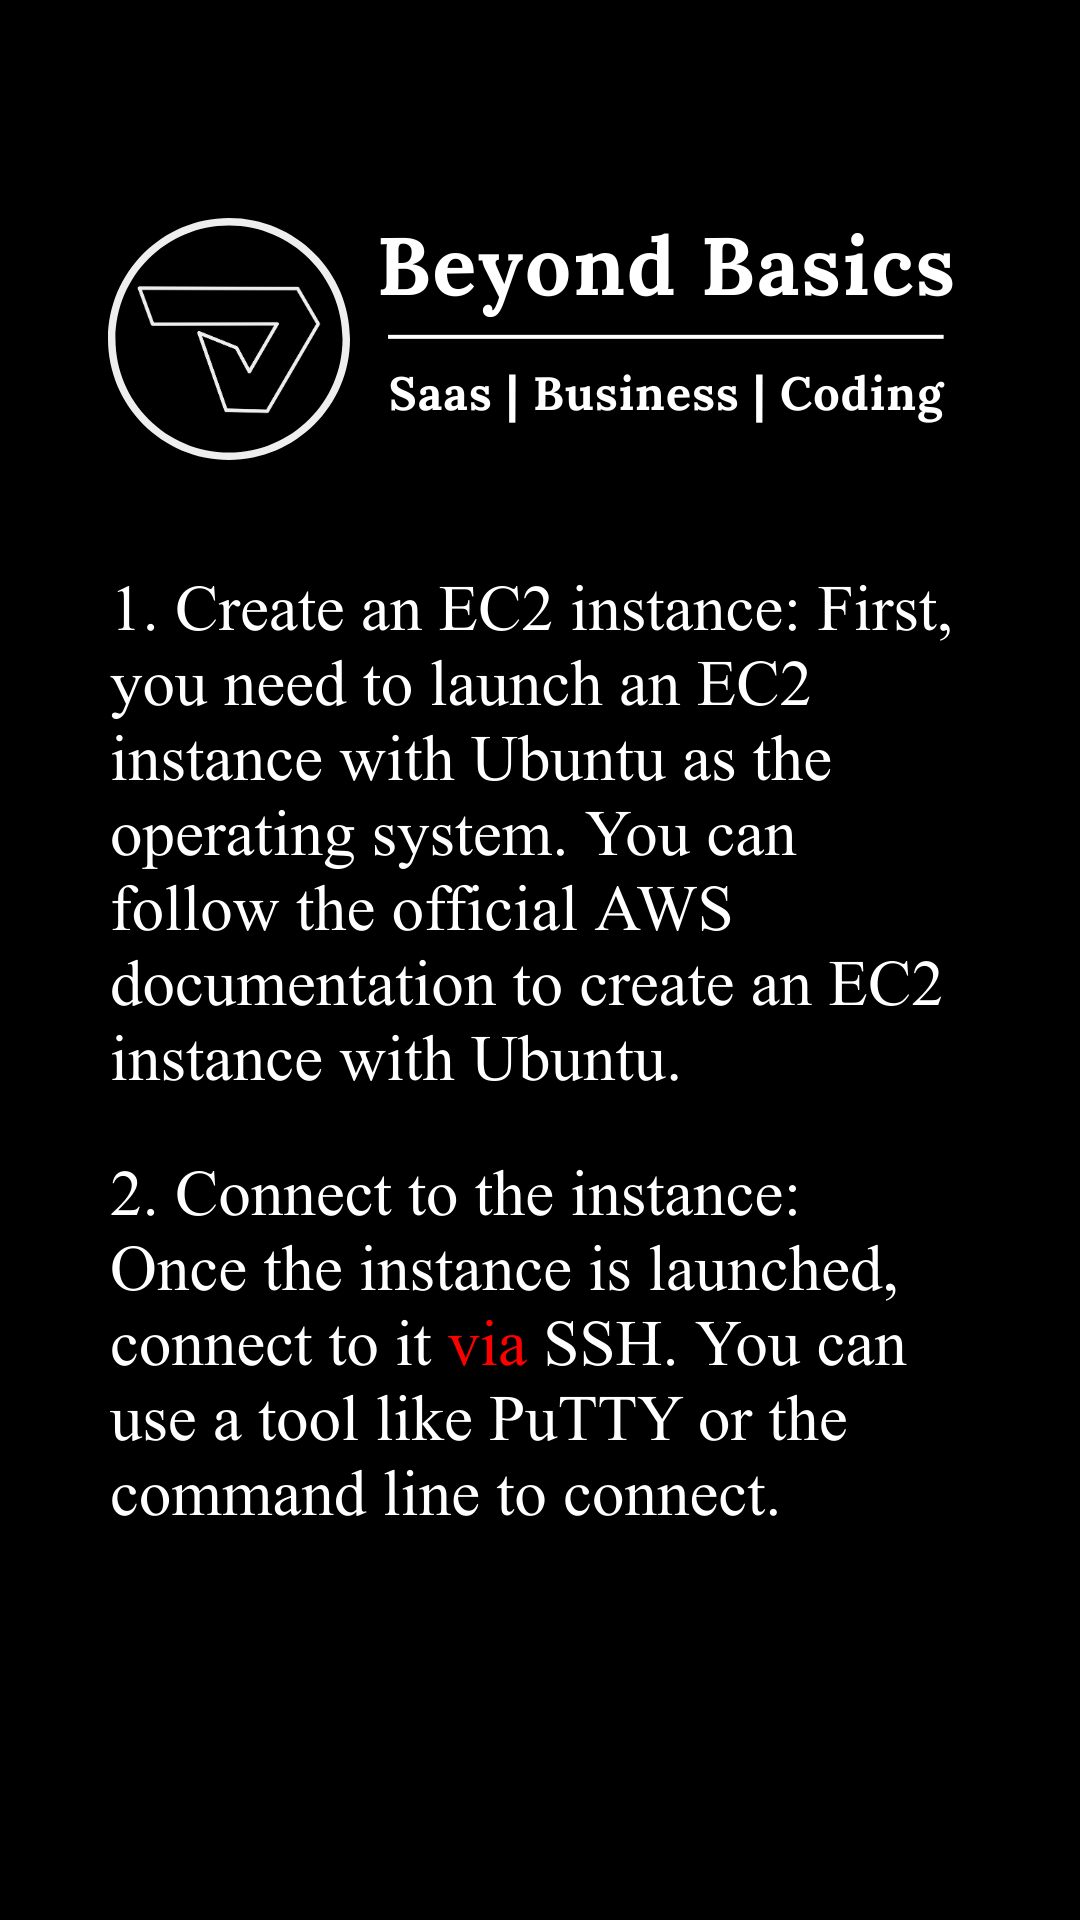 Beyond Basics
Saas | Business | Coding
1. Create an EC2 instance: First,
you need to launch an EC2
instance with Ubuntu as the
operating system. You can
follow the official AWS
documentation to create an EC2
instance with Ubuntu.
2. Connect to the instance:
Once the instance is launched,
connect to it via SSH. You can
use a tool like PuTTY or the
command line to connect.